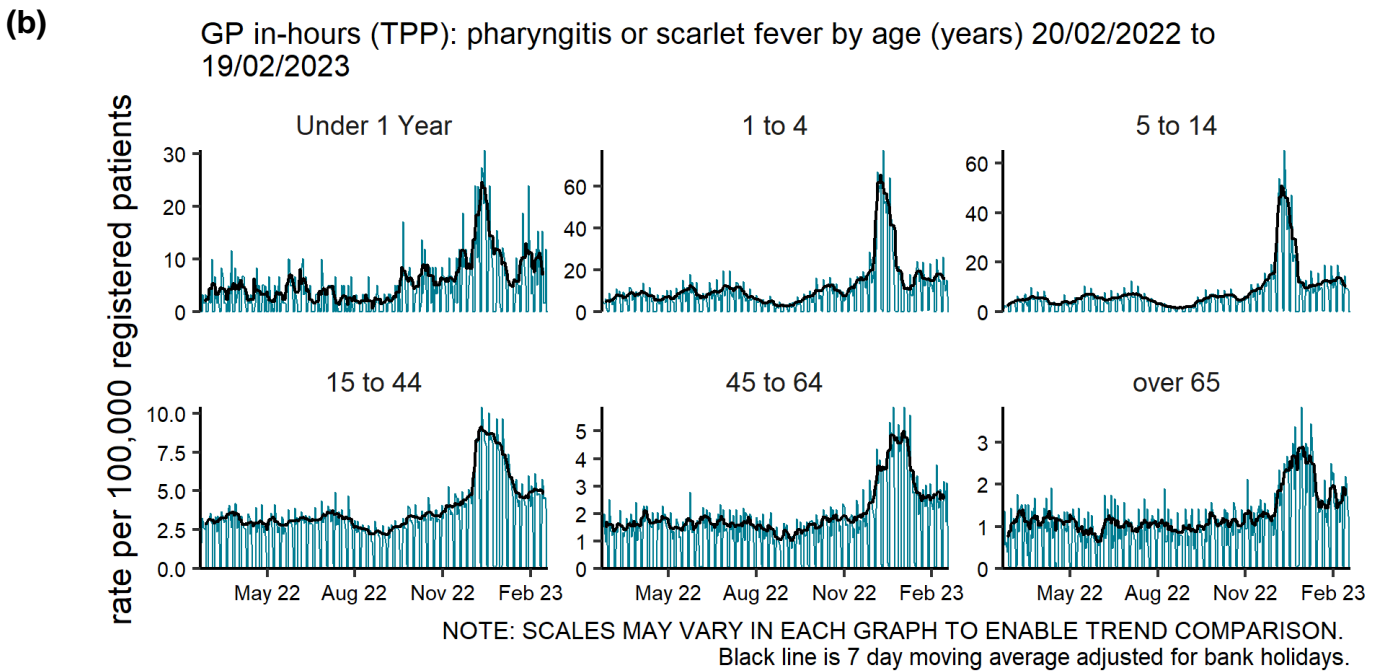 (b)
GP in-hours (TPP): pharyngitis or scarlet fever by age (years) 20/02/2022 to
19/02/2023
rate per 100,000 registered patients
Under 1 Year
30
20
10
0
1 to 4
60
40
20
0
5 to 14
60
40
20
0
15 to 44
10.0
7.5
5.0
2.5
0.0
May 22 Aug 22 Nov 22 Feb 23
45 to 64
5
4
3
2
1
0
May 22 Aug 22 Nov 22 Feb 23
over 65
3
2
1
0
May 22 Aug 22 Nov 22 Feb 23
NOTE: SCALES MAY VARY IN EACH GRAPH TO ENABLE TREND COMPARISON.
Black line is 7 day moving average adjusted for bank holidays.